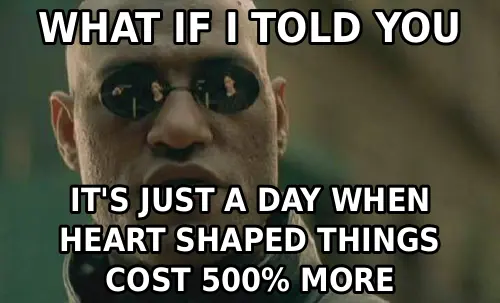 WHAT IF I TOLD YOU
IT'S JUST A DAY WHEN
HEART SHAPED THINGS
COST 500% MORE